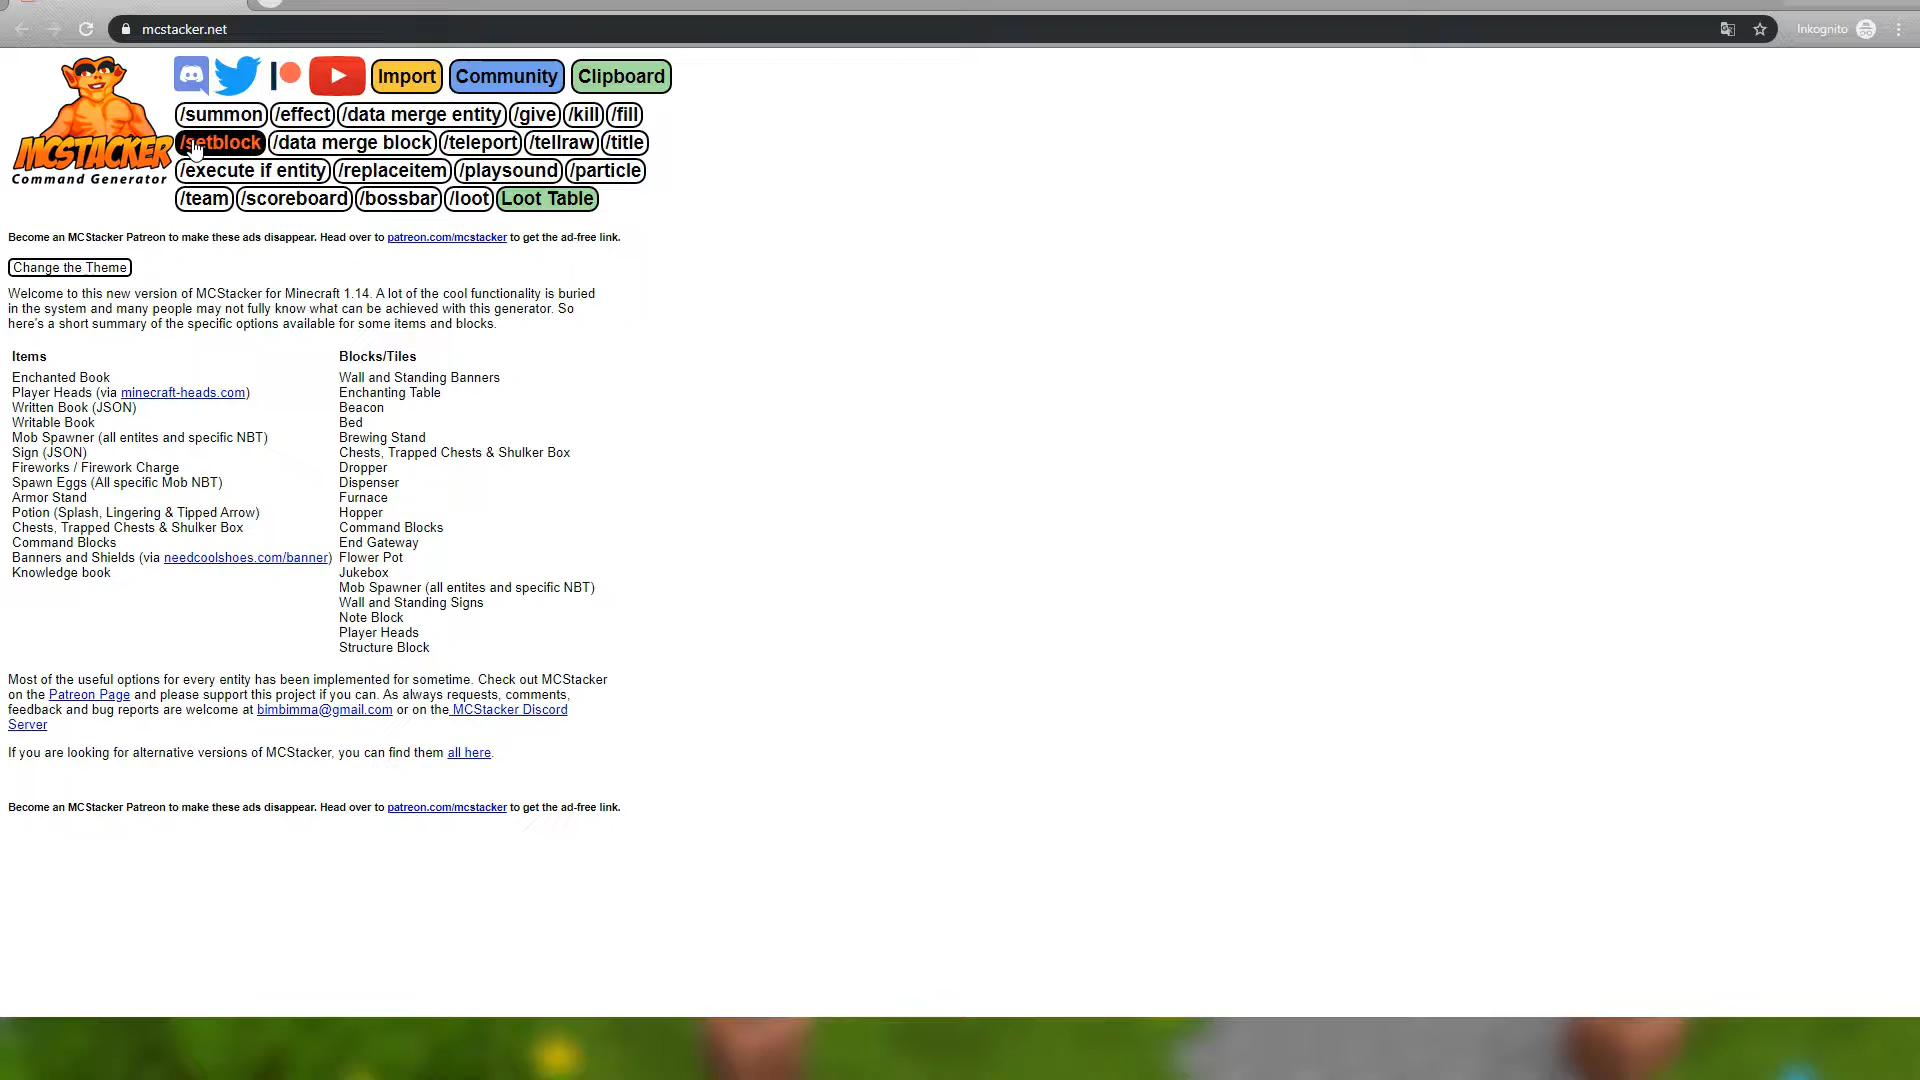 mcstacker.net
Inkognito
MCSTACKER
Command Generator
Import Community Clipboard
/summon /effect /data merge entity /give /kill /fill
/setblock /data merge block /teleport /tellraw /title
/execute if entity /replaceitem /playsound /particle
/team /scoreboard /bossbar /loot Loot Table
Become an MCStacker Patreon to make these ads disappear. Head over to patreon.com/mcstacker to get the ad-free link.
Change the Theme
Welcome to this new version of MCStacker for Minecraft 1.14. A lot of the cool functionality is buried
in the system and many people may not fully know what can be achieved with this generator. So
here's a short summary of the specific options available for some items and blocks.
Items
Enchanted Book
Player Heads (via minecraft-heads.com)
Written Book (JSON)
Writable Book
Mob Spawner (all entites and specific NBT)
Sign (JSON)
Fireworks / Firework Charge
Spawn Eggs (All specific Mob NBT)
Armor Stand
Potion (Splash, Lingering & Tipped Arrow)
Chests, Trapped Chests & Shulker Box
Command Blocks
Banners and Shields (via needcoolshoes.com/banner)
Knowledge book
Blocks/Tiles
Wall and Standing Banners
Enchanting Table
Beacon
Bed
Brewing Stand
Chests, Trapped Chests & Shulker Box
Dropper
Dispenser
Furnace
Hopper
Command Blocks
End Gateway
Flower Pot
Jukebox
Mob Spawner (all entites and specific NBT)
Wall and Standing Signs
Note Block
Player Heads
Structure Block
Most of the useful options for every entity has been implemented for sometime. Check out MCStacker
on the Patreon Page and please support this project if you can. As always requests, comments,
feedback and bug reports are welcome at bimbimma@gmail.com or on the MCStacker Discord
Server
If you are looking for alternative versions of MCStacker, you can find them all here.
Become an MCStacker Patreon to make these ads disappear. Head over to patreon.com/mcstacker to get the ad-free link.